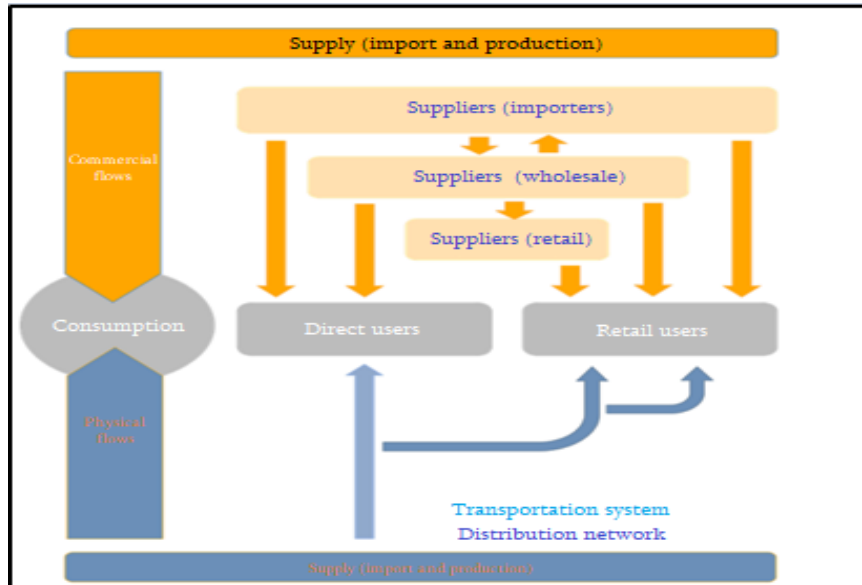 Supply (import and production)
Suppliers (importers)
Commercial
flows
Suppliers (wholesale)
Suppliers (retail)
Consumption
Direct users
Retail users
Physical
flows
Transportation system
Distribution network
Supply (import and production)